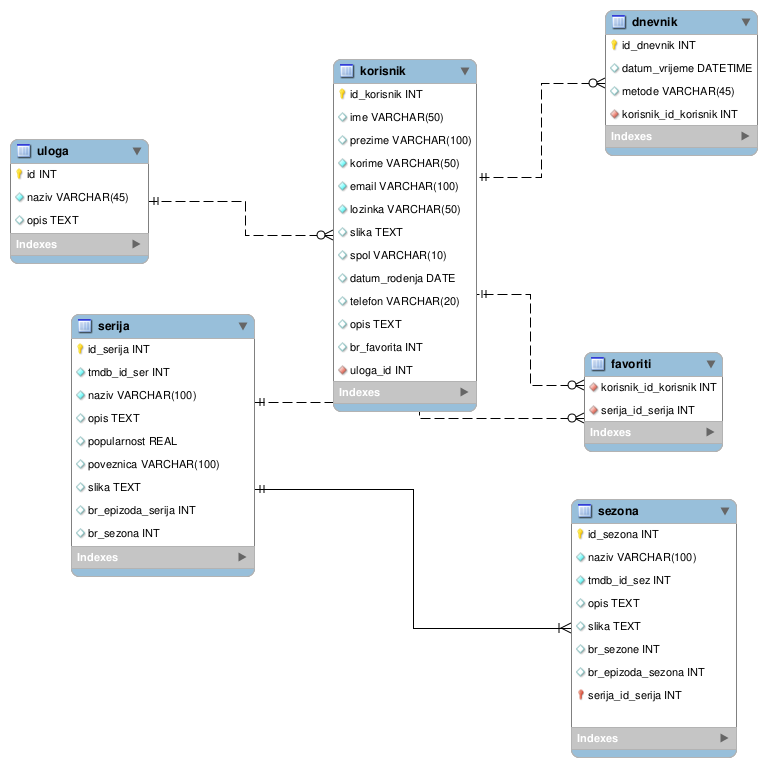 dnevnik
id_dnevnik INT
datum_vrijeme DATETIME
metode VARCHAR(45)
korisnik_id_korisnik INT
Indexes
korisnik
id_korisnik INT
ime VARCHAR(50)
prezime VARCHAR(100)
korime VARCHAR(50)
email VARCHAR(100)
lozinka VARCHAR(50)
slika TEXT
spol VARCHAR(10)
datum_rodenja DATE
telefon VARCHAR(20)
opis TEXT
br_favorita INT
uloga_id INT
Indexes
uloga
id INT
naziv VARCHAR(45)
opis TEXT
Indexes
serija
id_serija INT
tmdb_id_ser INT
naziv VARCHAR(100)
opis TEXT
popularnost REAL
poveznica VARCHAR(100)
slika TEXT
br_epizoda_serija INT
br_sezona INT
Indexes
favoriti
korisnik_id_korisnik INT
serija_id_serija INT
Indexes
sezona
id_sezona INT
naziv VARCHAR(100)
tmdb_id_sez INT
opis TEXT
slika TEXT
br_sezone INT
br_epizoda_sezona INT
serija_id_serija INT
Indexes